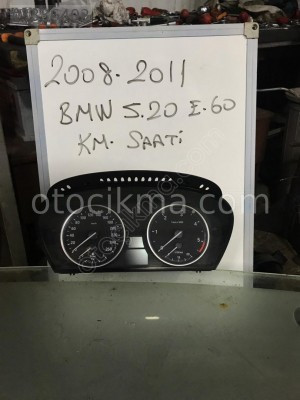 2008-2011
BMW 5.20 E.60
KM. SAATİ
otocikma.com